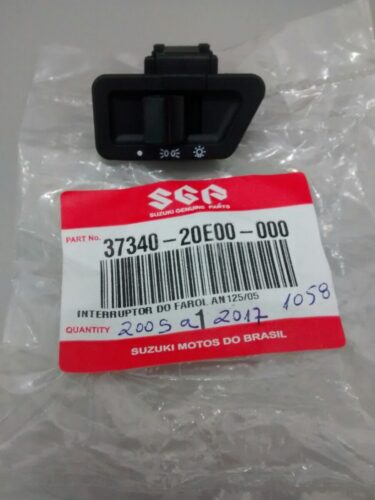 SGP
SUZUKI GENUINE PARTS
PART No. 37340-20E00-000
INTERRUPTOR DO FAROL AN125/05
QUANTITY 1
2005 a 2017 1058
SUZUKI MOTOS DO BRASIL